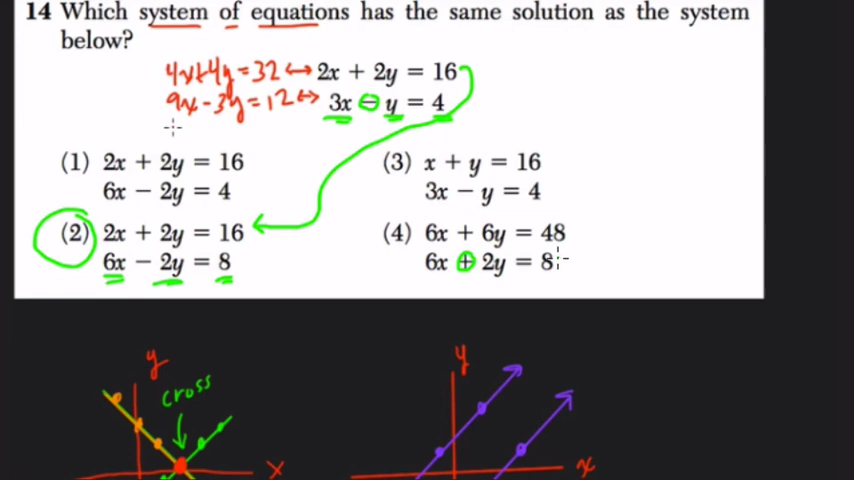 14 Which system of equations has the same solution as the system
below?
4x+4y=32 ↔ 2x + 2y = 16
9x-3y=12 ↔ 3x − y = 4
(1) 2x + 2y = 16
6x − 2y = 4
(2) 2x + 2y = 16
6x − 2y = 8
(3) x + y = 16
3x − y = 4
(4) 6x + 6y = 48
6x + 2y = 8
y
cross
x
y
x